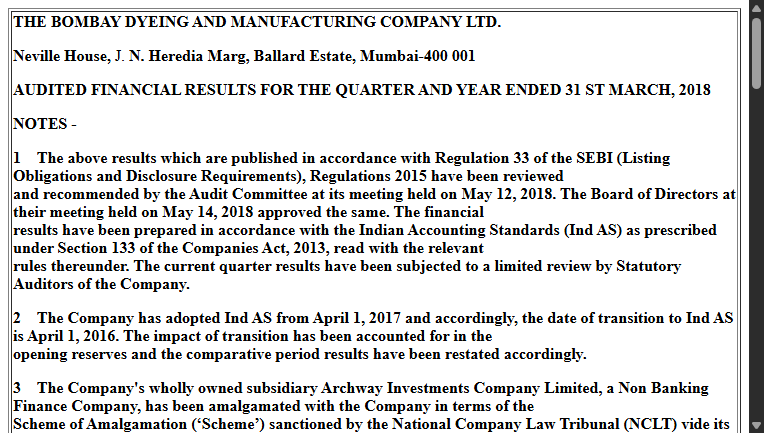 THE BOMBAY DYEING AND MANUFACTURING COMPANY LTD.
Neville House, J. N. Heredia Marg, Ballard Estate, Mumbai-400 001
AUDITED FINANCIAL RESULTS FOR THE QUARTER AND YEAR ENDED 31 ST MARCH, 2018
NOTES -
1 The above results which are published in accordance with Regulation 33 of the SEBI (Listing
Obligations and Disclosure Requirements), Regulations 2015 have been reviewed
and recommended by the Audit Committee at its meeting held on May 12, 2018. The Board of Directors at
their meeting held on May 14, 2018 approved the same. The financial
results have been prepared in accordance with the Indian Accounting Standards (Ind AS) as prescribed
under Section 133 of the Companies Act, 2013, read with the relevant
rules thereunder. The current quarter results have been subjected to a limited review by Statutory
Auditors of the Company.
2 The Company has adopted Ind AS from April 1, 2017 and accordingly, the date of transition to Ind AS
is April 1, 2016. The impact of transition has been accounted for in the
opening reserves and the comparative period results have been restated accordingly.
3 The Company's wholly owned subsidiary Archway Investments Company Limited, a Non Banking
Finance Company, has been amalgamated with the Company in terms of the
Scheme of Amalgamation (‘Scheme’) sanctioned by the National Company Law Tribunal (NCLT) vide its